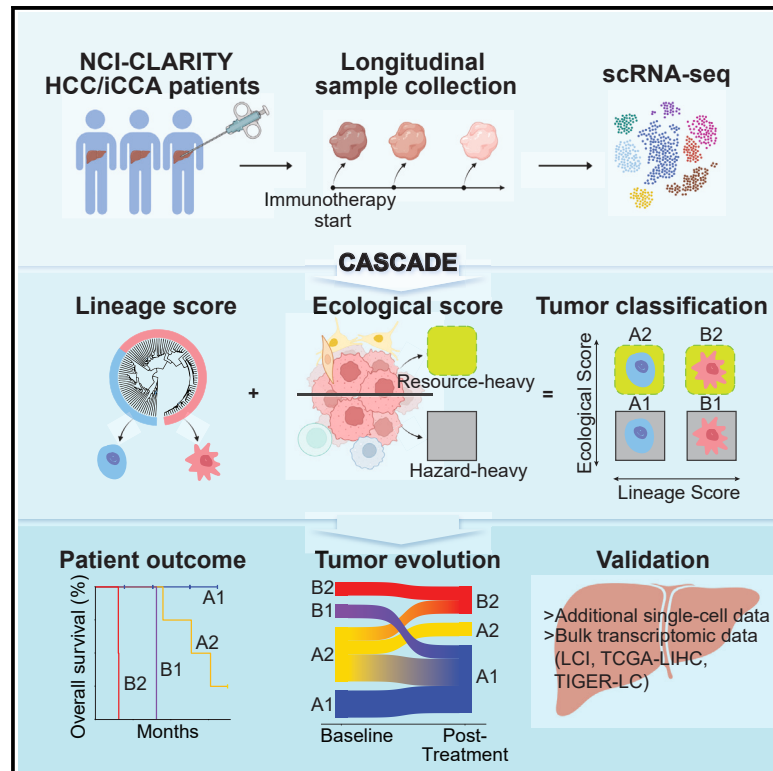 NCI-CLARITY
HCC/iCCA patients
Longitudinal
sample collection
scRNA-seq
Immunotherapy
start
CASCADE
Lineage score
Ecological score
Tumor classification
+
Resource-heavy
Hazard-heavy
=
Ecological Score
A2
B2
A1
B1
Lineage Score
Patient outcome
Tumor evolution
Validation
Overall survival (%)
A1
A2
B1
B2
Months
B2
B1
A2
A1
B2
A2
A1
Baseline
Post-
Treatment
>Additional single-cell data
>Bulk transcriptomic data
(LCI, TCGA-LIHC,
TIGER-LC)